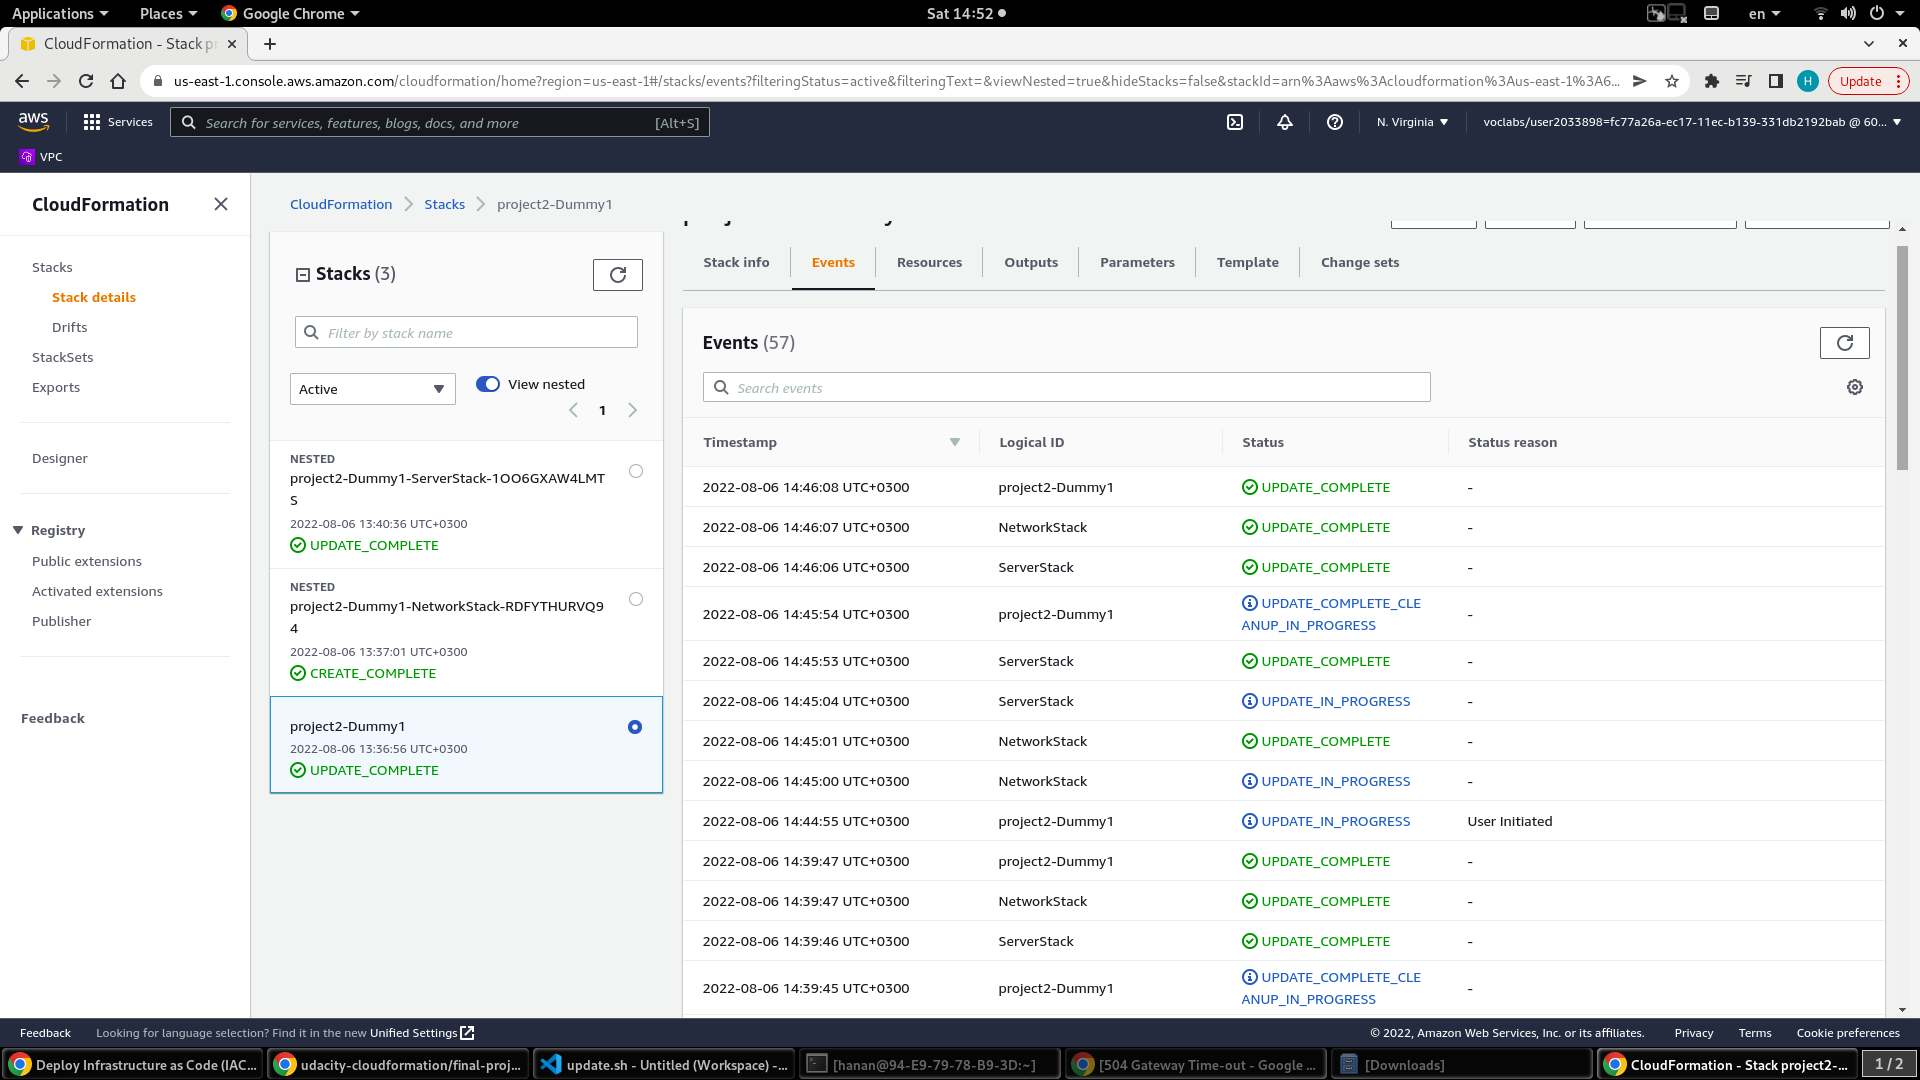 Applications
Places
Google Chrome
Sat 14:52
en
CloudFormation - Stack pr
us-east-1.console.aws.amazon.com/cloudformation/home?region=us-east-1#/stacks/events?filteringStatus=active&filteringText=&viewNested=true&hideStacks=false&stackId=arn%3Aaws%3Acloudformation%3Aus-east-1%3A6...
H
Update
aws
Services
Search for services, features, blogs, docs, and more
[Alt+S]
N. Virginia
voclabs/user2033898=fc77a26a-ec17-11ec-b139-331db2192bab @ 60...
VPC
CloudFormation
Stacks
Stack details
Drifts
StackSets
Exports
Designer
Registry
Public extensions
Activated extensions
Publisher
Feedback
CloudFormation
Stacks
project2-Dummy1
Stacks (3)
Filter by stack name
Active
View nested
1
NESTED
project2-Dummy1-ServerStack-1OO6GXAW4LMT
S
2022-08-06 13:40:36 UTC+0300
UPDATE_COMPLETE
NESTED
project2-Dummy1-NetworkStack-RDFYTHURVQ9
4
2022-08-06 13:37:01 UTC+0300
CREATE_COMPLETE
project2-Dummy1
2022-08-06 13:36:56 UTC+0300
UPDATE_COMPLETE
Stack info
Events
Resources
Outputs
Parameters
Template
Change sets
Events (57)
Search events
Timestamp Logical ID Status Status reason
2022-08-06 14:46:08 UTC+0300 project2-Dummy1 UPDATE_COMPLETE -
2022-08-06 14:46:07 UTC+0300 NetworkStack UPDATE_COMPLETE -
2022-08-06 14:46:06 UTC+0300 ServerStack UPDATE_COMPLETE -
2022-08-06 14:45:54 UTC+0300 project2-Dummy1 UPDATE_COMPLETE_CLE
ANUP_IN_PROGRESS -
2022-08-06 14:45:53 UTC+0300 ServerStack UPDATE_COMPLETE -
2022-08-06 14:45:04 UTC+0300 ServerStack UPDATE_IN_PROGRESS -
2022-08-06 14:45:01 UTC+0300 NetworkStack UPDATE_COMPLETE -
2022-08-06 14:45:00 UTC+0300 NetworkStack UPDATE_IN_PROGRESS -
2022-08-06 14:44:55 UTC+0300 project2-Dummy1 UPDATE_IN_PROGRESS User Initiated
2022-08-06 14:39:47 UTC+0300 project2-Dummy1 UPDATE_COMPLETE -
2022-08-06 14:39:47 UTC+0300 NetworkStack UPDATE_COMPLETE -
2022-08-06 14:39:46 UTC+0300 ServerStack UPDATE_COMPLETE -
2022-08-06 14:39:45 UTC+0300 project2-Dummy1 UPDATE_COMPLETE_CLE
ANUP_IN_PROGRESS -
Feedback
Looking for language selection? Find it in the new Unified Settings
© 2022, Amazon Web Services, Inc. or its affiliates.
Privacy
Terms
Cookie preferences
Deploy Infrastructure as Code (IAC...
udacity-cloudformation/final-proj...
update.sh - Untitled (Workspace) -...
[hanan@94-E9-79-78-B9-3D:~]
[504 Gateway Time-out - Google ...
[Downloads]
CloudFormation - Stack project2-...
1 / 2